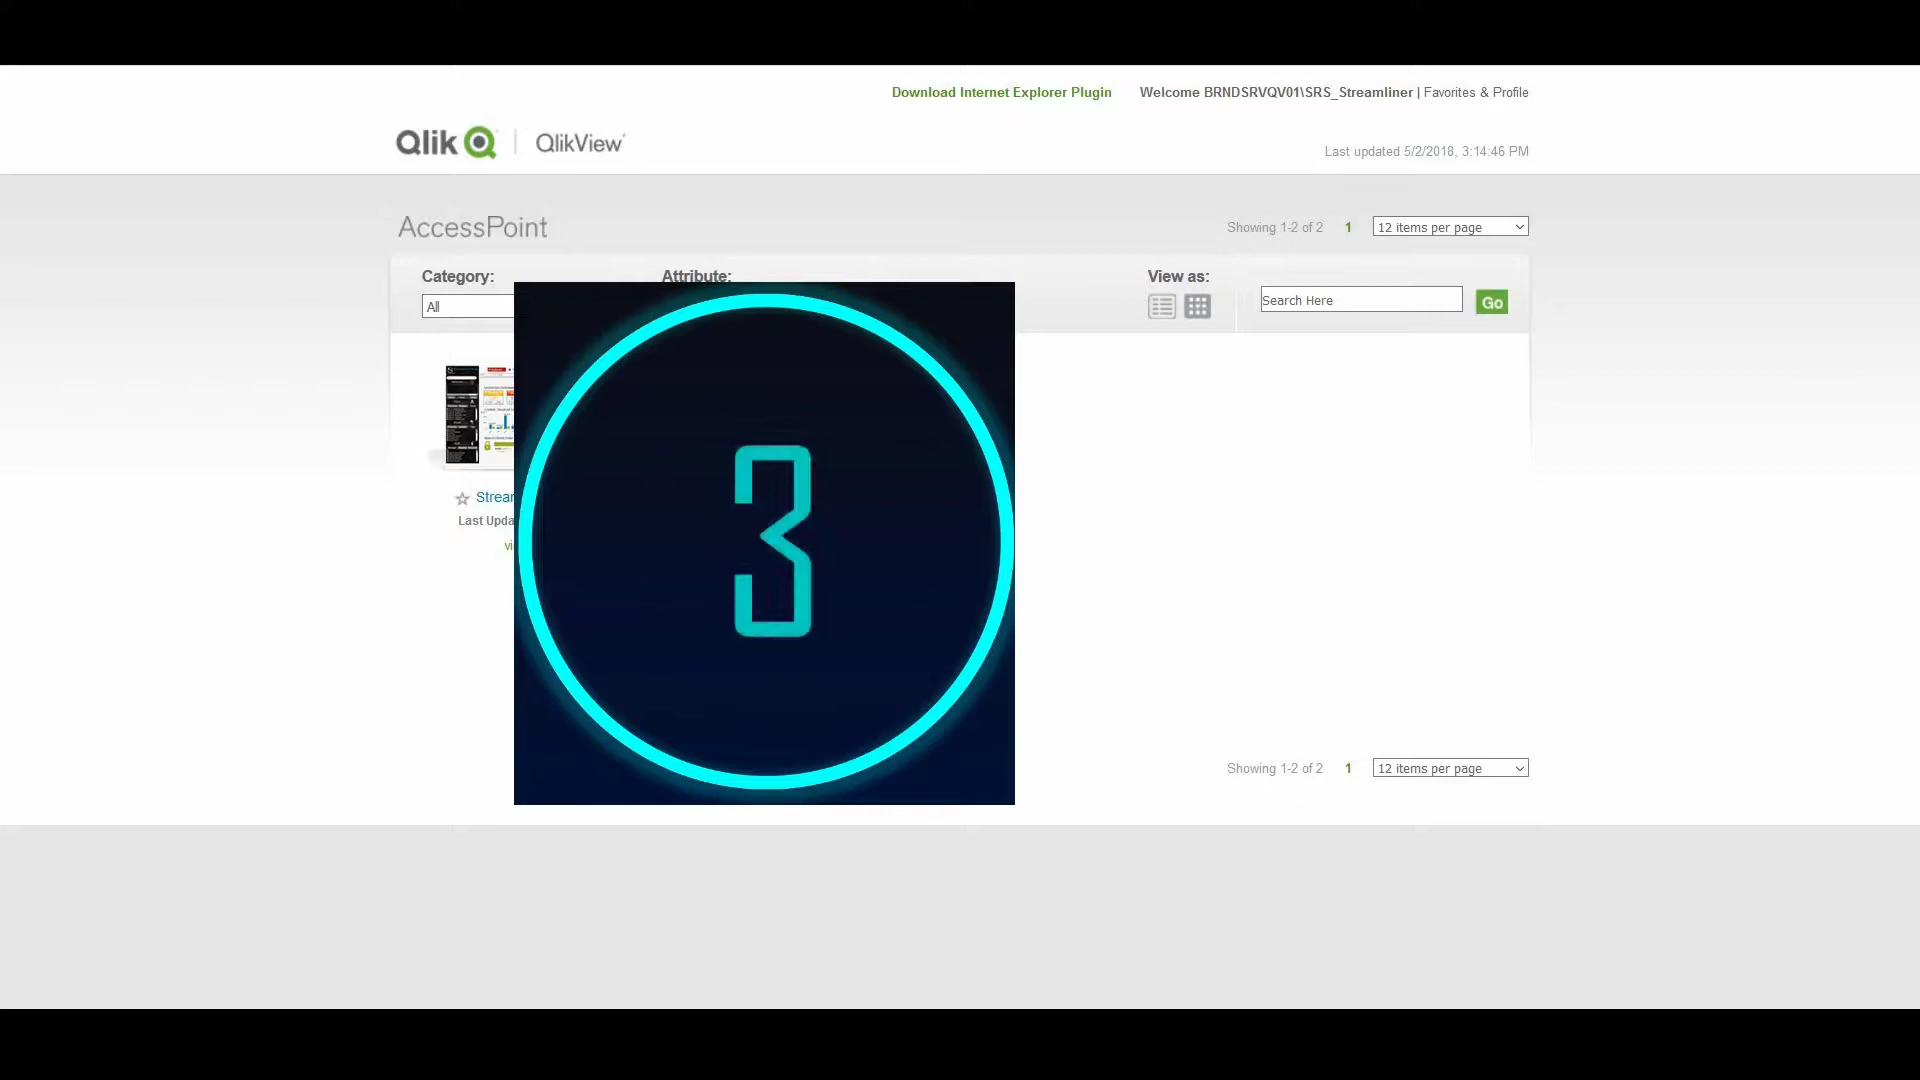 Download Internet Explorer Plugin Welcome BRNDSRVQV01\SRS_Streamliner | Favorites & Profile
Qlik QlikView
Last updated 5/2/2018, 3:14:46 PM
AccessPoint
Showing 1-2 of 2 1 12 items per page
Category: Attribute: View as:
All Search Here Go
3
Last
Showing 1-2 of 2 1 12 items per page